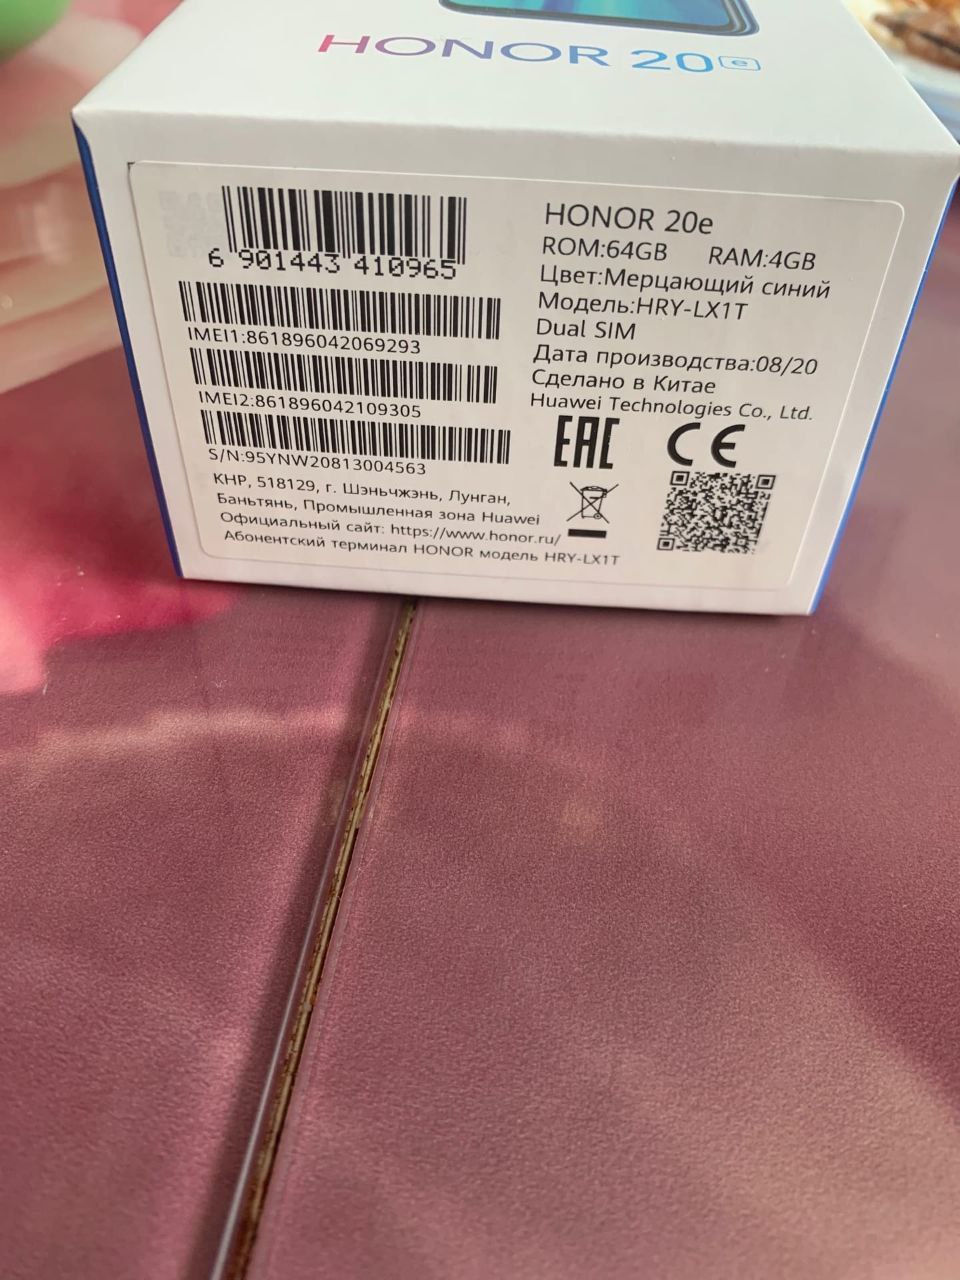 HONOR 20e
6 901443 410965
IMEI1:861896042069293
IMEI2:861896042109305
S/N:95YNW20813004563
КНР, 518129, г. Шэньчжэнь, Лунган,
Баньтянь, Промышленная зона Huawei
Официальный сайт: https://www.honor.ru/
Абонентский терминал HONOR модель HRY-LX1T
HONOR 20e
ROM:64GB RAM:4GB
Цвет:Мерцающий синий
Модель:HRY-LX1T
Dual SIM
Дата производства:08/20
Сделано в Китае
Huawei Technologies Co., Ltd.
EAC CE